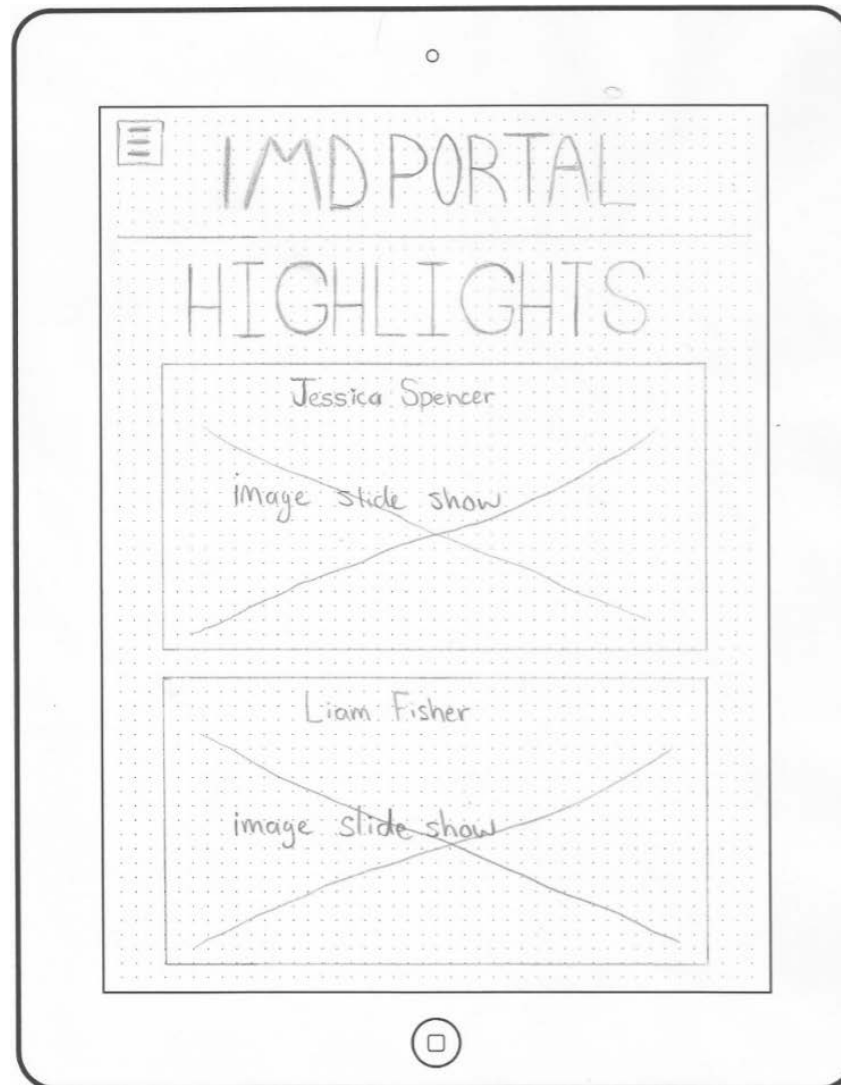 IMD PORTAL
HIGHLIGHTS
Jessica Spencer
image slide show
Liam Fisher
image slide show